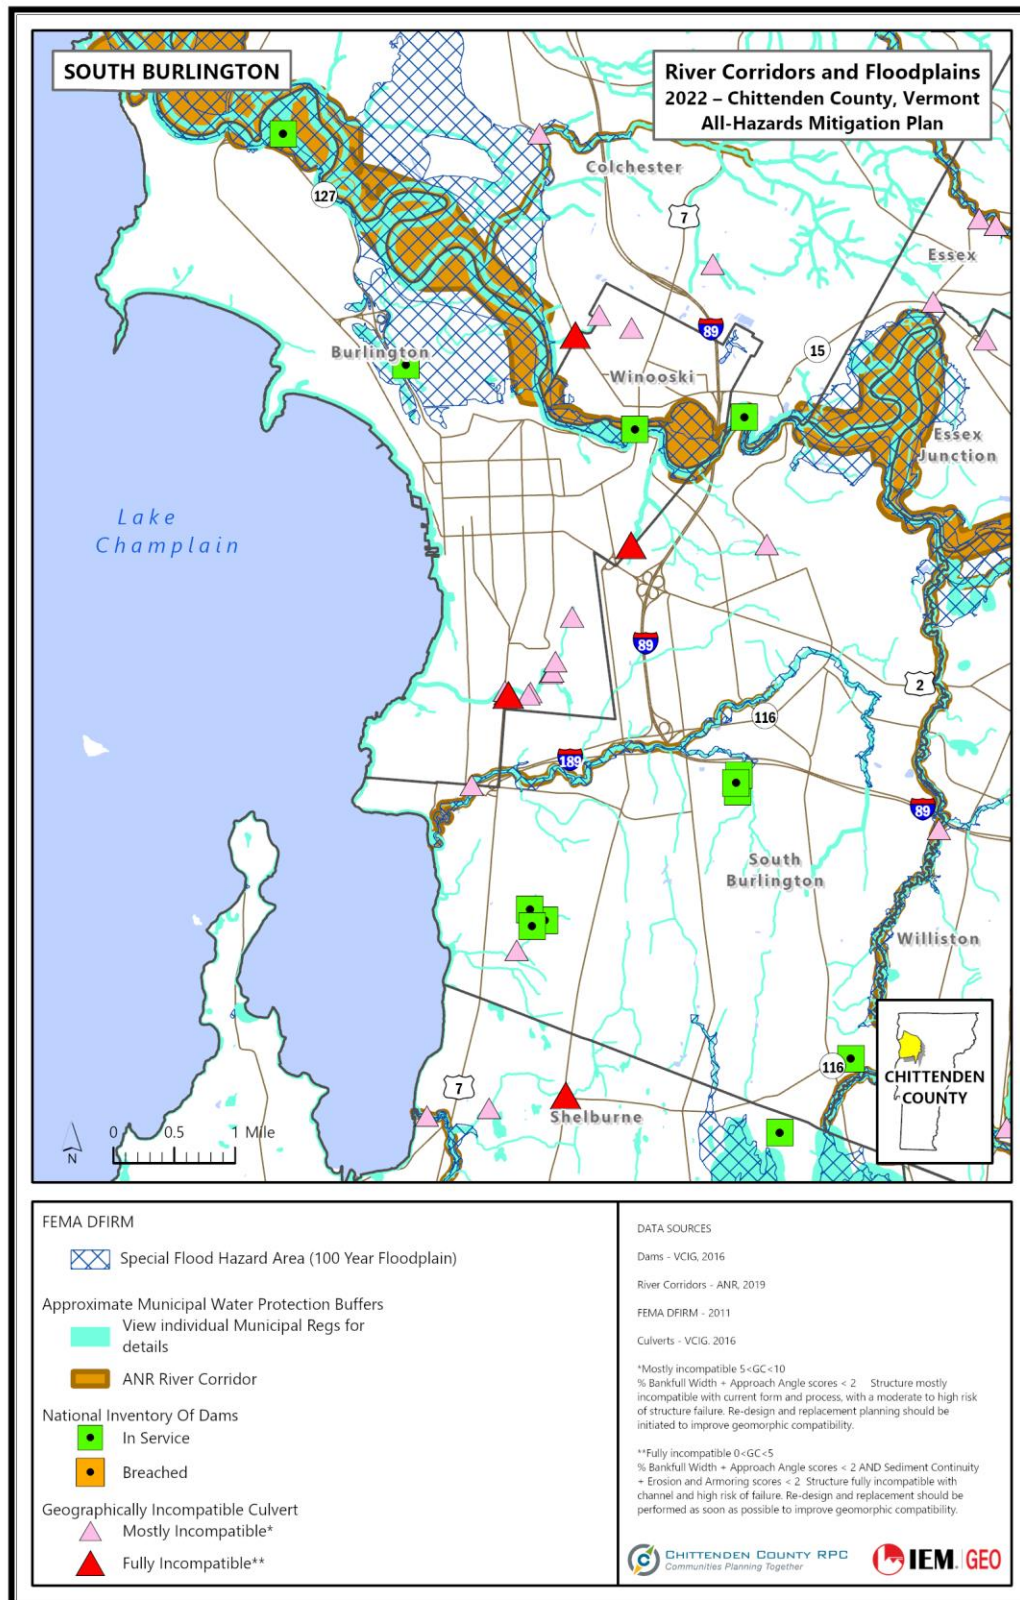 SOUTH BURLINGTON
River Corridors and Floodplains
2022 – Chittenden County, Vermont
All-Hazards Mitigation Plan
Colchester
127
7
Essex
89
15
Burlington
Winooski
Essex
Junction
Lake
Champlain
89
2
116
189
89
South
Burlington
Williston
116
CHITTENDEN
COUNTY
7
Shelburne
0 0.5 1 Mile
N
FEMA DFIRM
Special Flood Hazard Area (100 Year Floodplain)
Approximate Municipal Water Protection Buffers
View individual Municipal Regs for
details
ANR River Corridor
National Inventory Of Dams
In Service
Breached
Geographically Incompatible Culvert
Mostly Incompatible*
Fully Incompatible**
DATA SOURCES
Dams - VCIG, 2016
River Corridors - ANR, 2019
FEMA DFIRM - 2011
Culverts - VCIG. 2016
*Mostly incompatible 5<GC<10
% Bankfull Width + Approach Angle scores < 2 Structure mostly
incompatible with current form and process, with a moderate to high risk
of structure failure. Re-design and replacement planning should be
initiated to improve geomorphic compatibility.
**Fully incompatible 0<GC<5
% Bankfull Width + Approach Angle scores < 2 AND Sediment Continuity
+ Erosion and Armoring scores < 2 Structure fully incompatible with
channel and high risk of failure. Re-design and replacement should be
performed as soon as possible to improve geomorphic compatibility.
CHITTENDEN COUNTY RPC
Communities Planning Together
IEM GEO